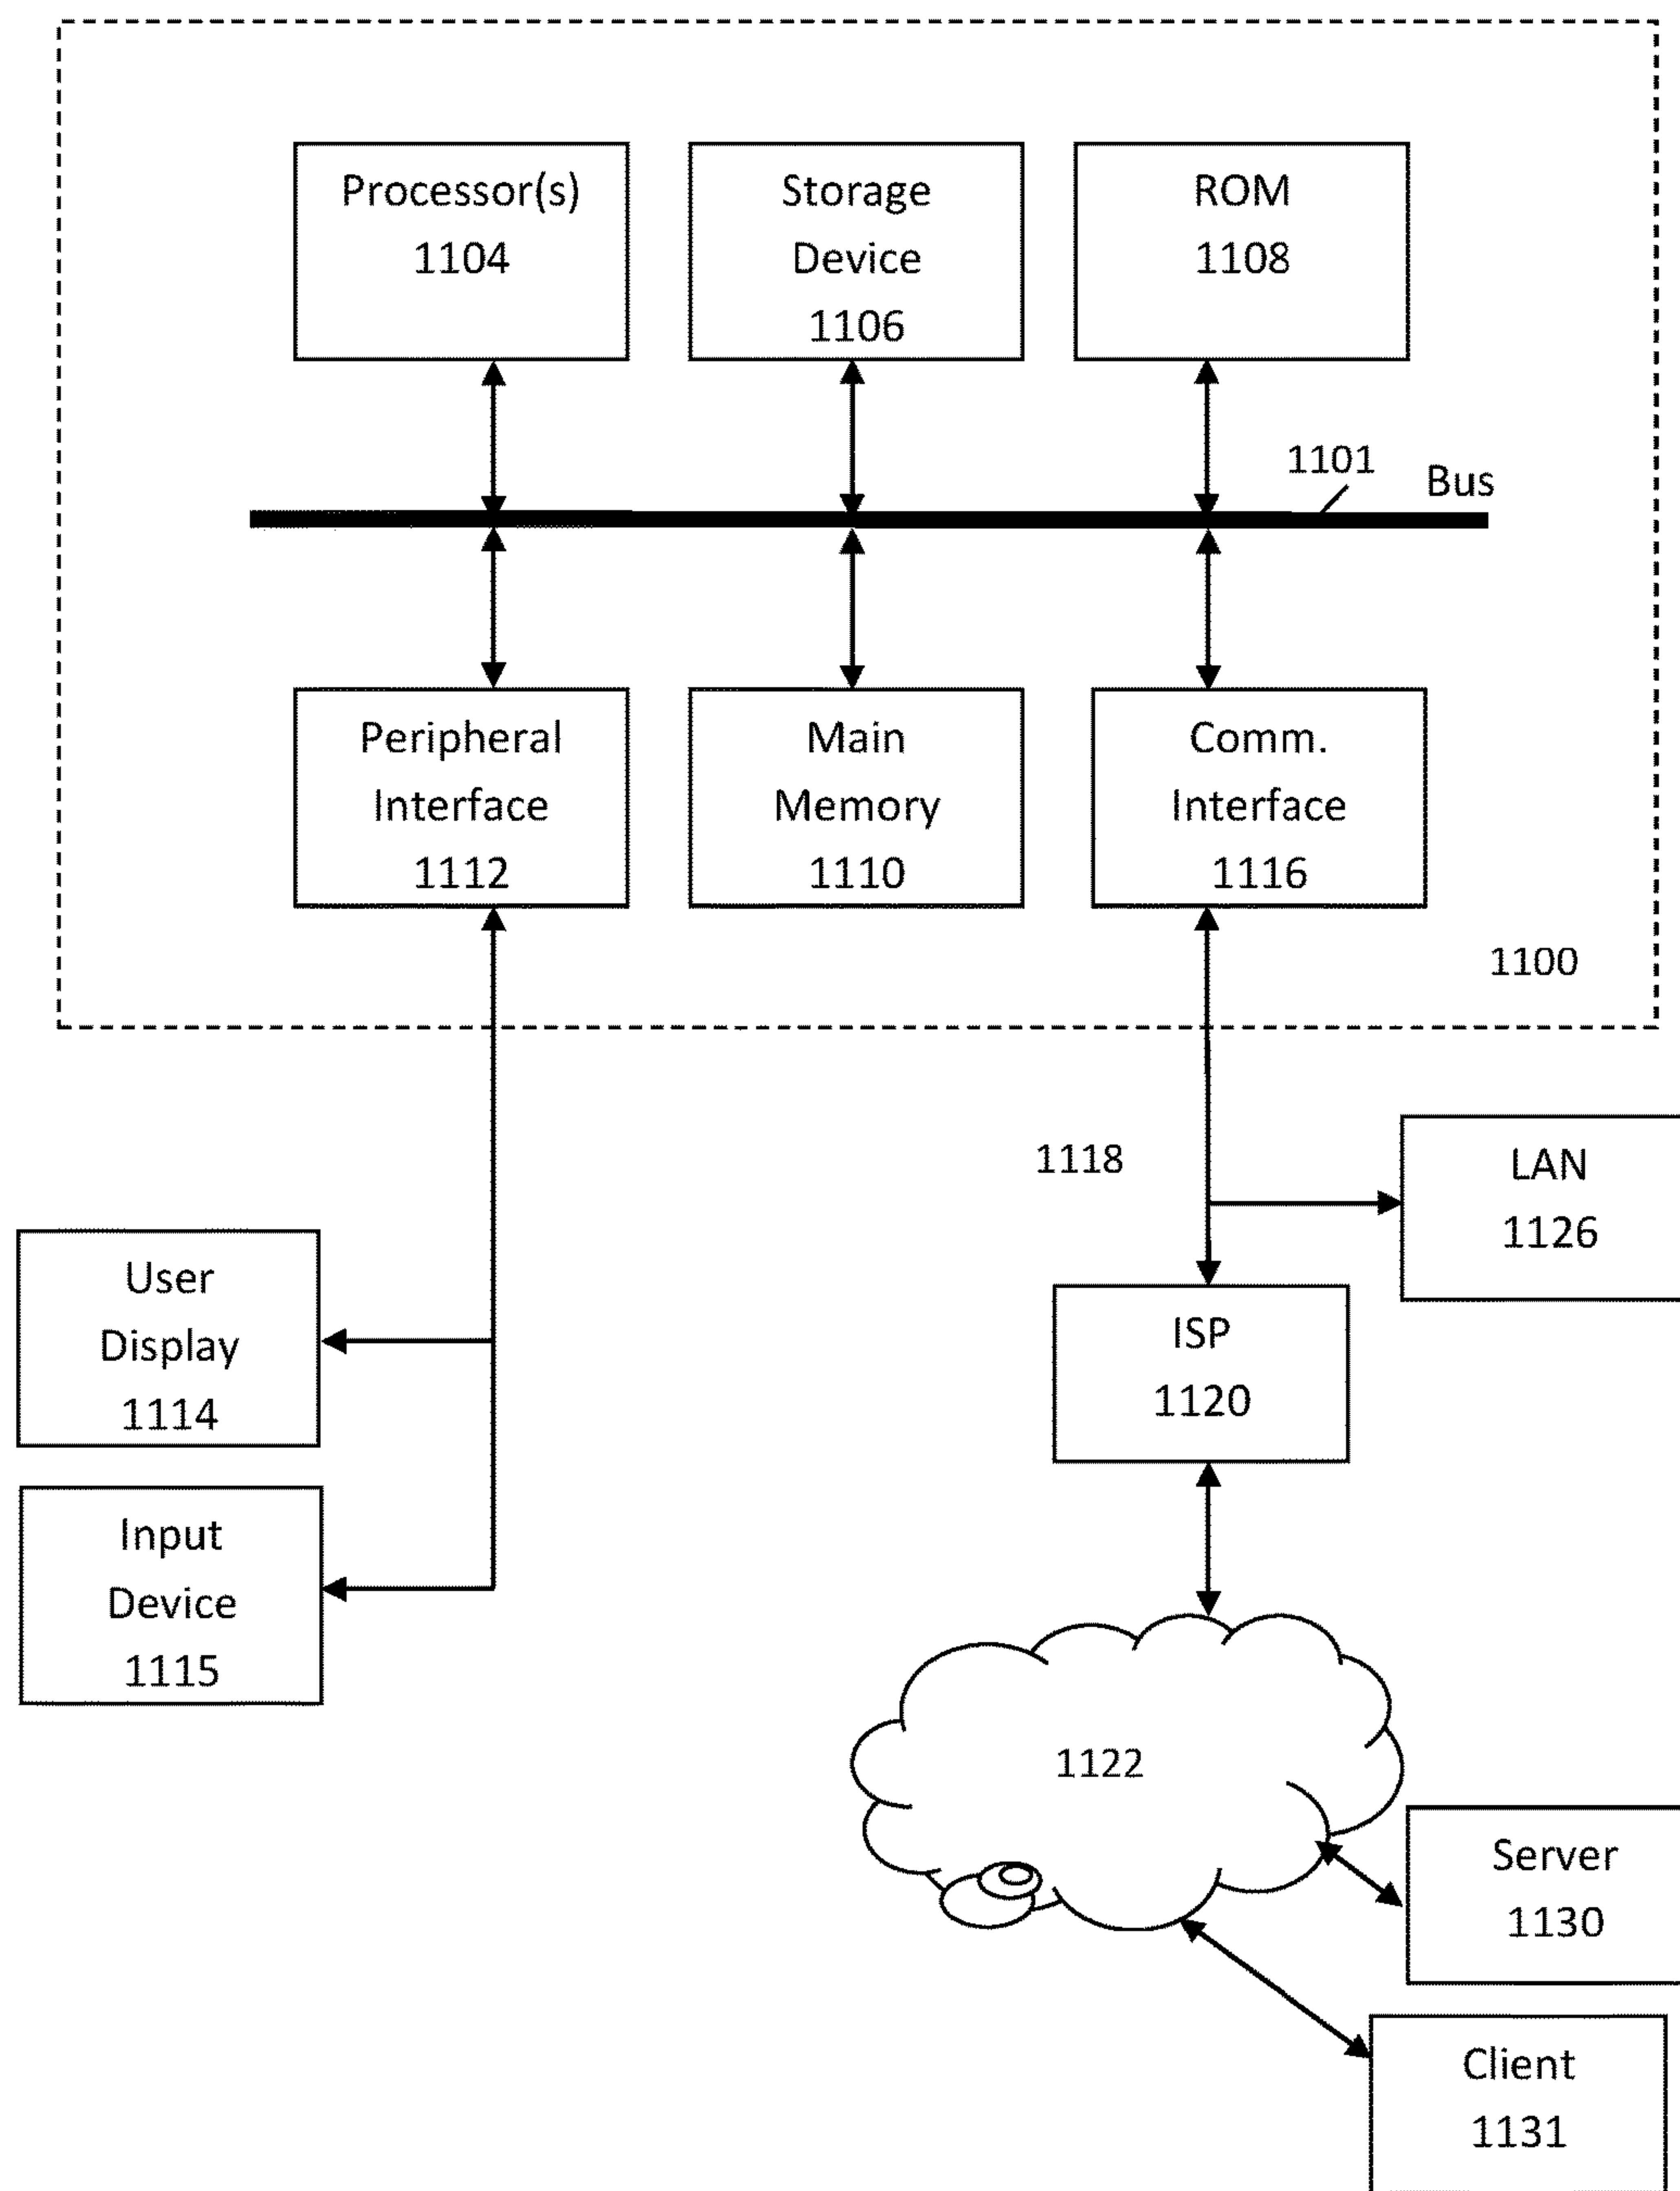 Processor(s)
1104
Storage
Device
1106
ROM
1108
1101
Bus
Peripheral
Interface
1112
Main
Memory
1110
Comm.
Interface
1116
1100
1118
LAN
1126
User
Display
1114
ISP
1120
Input
Device
1115
1122
Server
1130
Client
1131